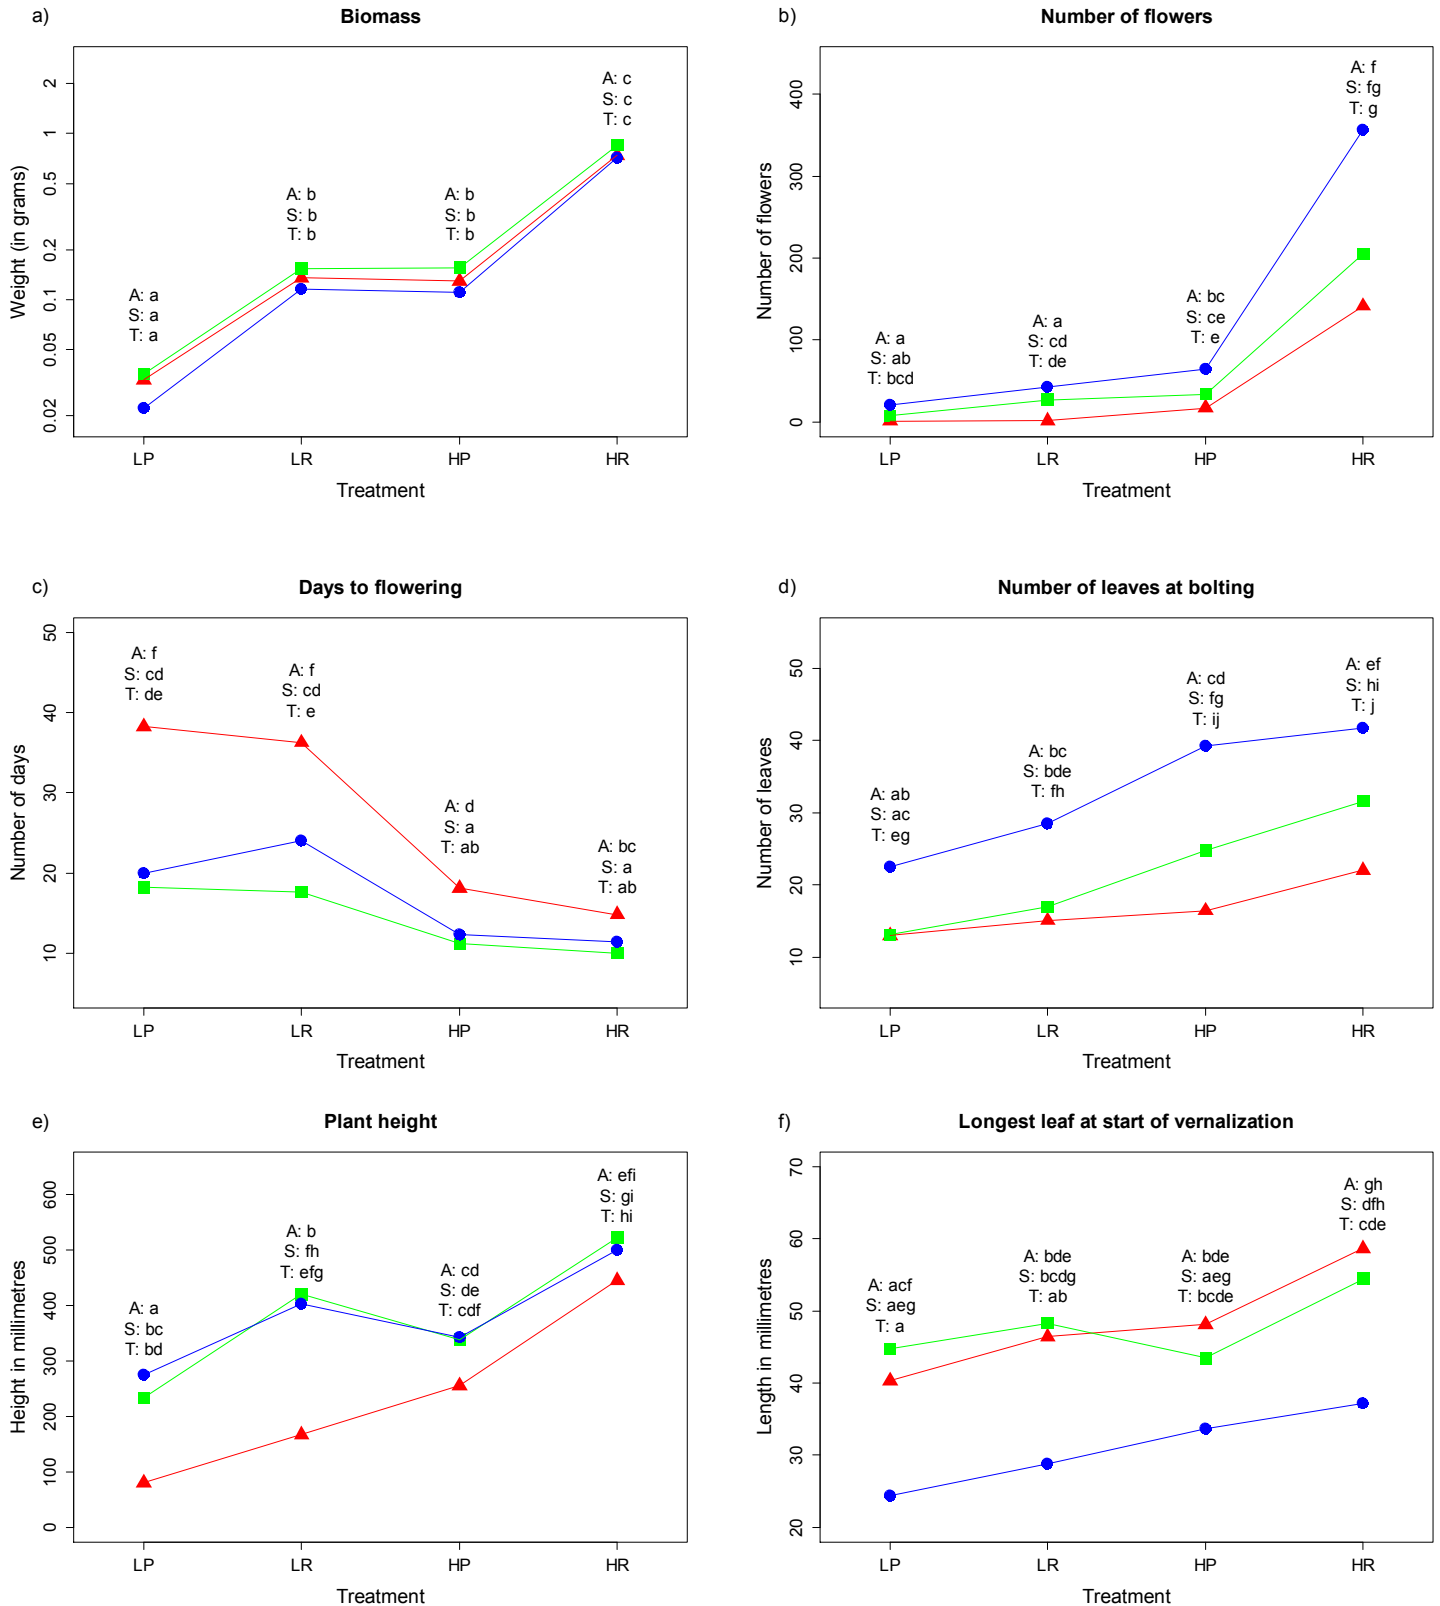 a)
Biomass
Weight (in grams)
2
1
0.5
0.2
0.1
0.05
0.02
A: a
S: a
T: a
A: b
S: b
T: b
A: b
S: b
T: b
A: c
S: c
T: c
LP
LR
HP
HR
Treatment
b)
Number of flowers
Number of flowers
400
300
200
100
0
A: a
S: ab
T: bcd
A: a
S: cd
T: de
A: bc
S: ce
T: e
A: f
S: fg
T: g
LP
LR
HP
HR
Treatment
c)
Days to flowering
Number of days
50
40
30
20
10
A: f
S: cd
T: de
A: f
S: cd
T: e
A: d
S: a
T: ab
A: bc
S: a
T: ab
LP
LR
HP
HR
Treatment
d)
Number of leaves at bolting
Number of leaves
50
40
30
20
10
A: ab
S: ac
T: eg
A: bc
S: bde
T: fh
A: cd
S: fg
T: ij
A: ef
S: hi
T: j
LP
LR
HP
HR
Treatment
e)
Plant height
Height in millimetres
600
500
400
300
200
100
0
A: a
S: bc
T: bd
A: b
S: fh
T: efg
A: cd
S: de
T: cdf
A: efi
S: gi
T: hi
LP
LR
HP
HR
Treatment
f)
Longest leaf at start of vernalization
Length in millimetres
70
60
50
40
30
20
A: acf
S: aeg
T: a
A: bde
S: bcdg
T: ab
A: bde
S: aeg
T: bcde
A: gh
S: dfh
T: cde
LP
LR
HP
HR
Treatment